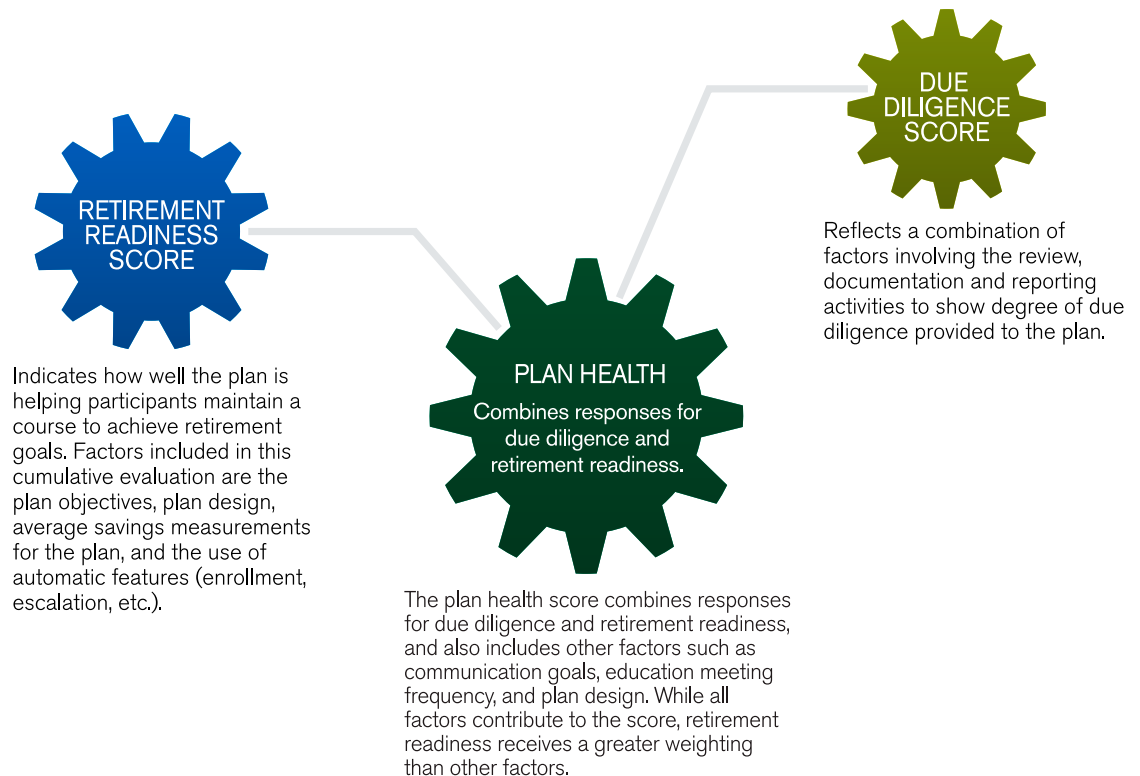 RETIREMENT
READINESS
SCORE
Indicates how well the plan is
helping participants maintain a
course to achieve retirement
goals. Factors included in this
cumulative evaluation are the
plan objectives, plan design,
average savings measurements
for the plan, and the use of
automatic features (enrollment,
escalation, etc.).
PLAN HEALTH
Combines responses for
due diligence and
retirement readiness.
The plan health score combines responses
for due diligence and retirement readiness,
and also includes other factors such as
communication goals, education meeting
frequency, and plan design. While all
factors contribute to the score, retirement
readiness receives a greater weighting
than other factors.
DUE
DILIGENCE
SCORE
Reflects a combination of
factors involving the review,
documentation and reporting
activities to show degree of due
diligence provided to the plan.